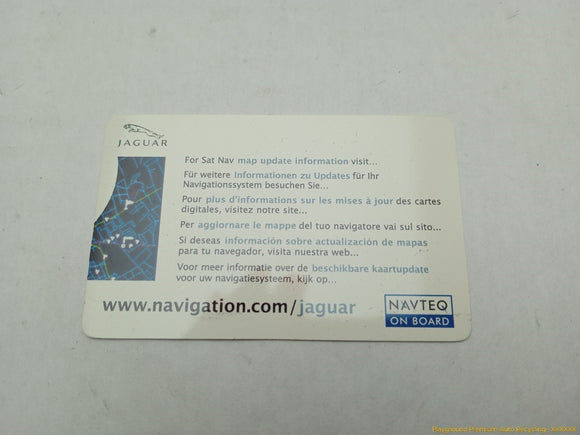 JAGUAR
For Sat Nav map update information visit...
Für weitere Informationen zu Updates für Ihr
Navigationssystem besuchen Sie...
Pour plus d'informations sur les mises à jour des cartes
digitales, visitez notre site...
Per aggiornare le mappe del tuo navigatore vai sul sito...
Si deseas información sobre actualización de mapas
para tu navegador, visita nuestra web...
Voor meer informatie over de beschikbare kaartupdate
voor uw navigatiesysteem, kijk op...
www.navigation.com/jaguar
NAVTEQ
ON BOARD